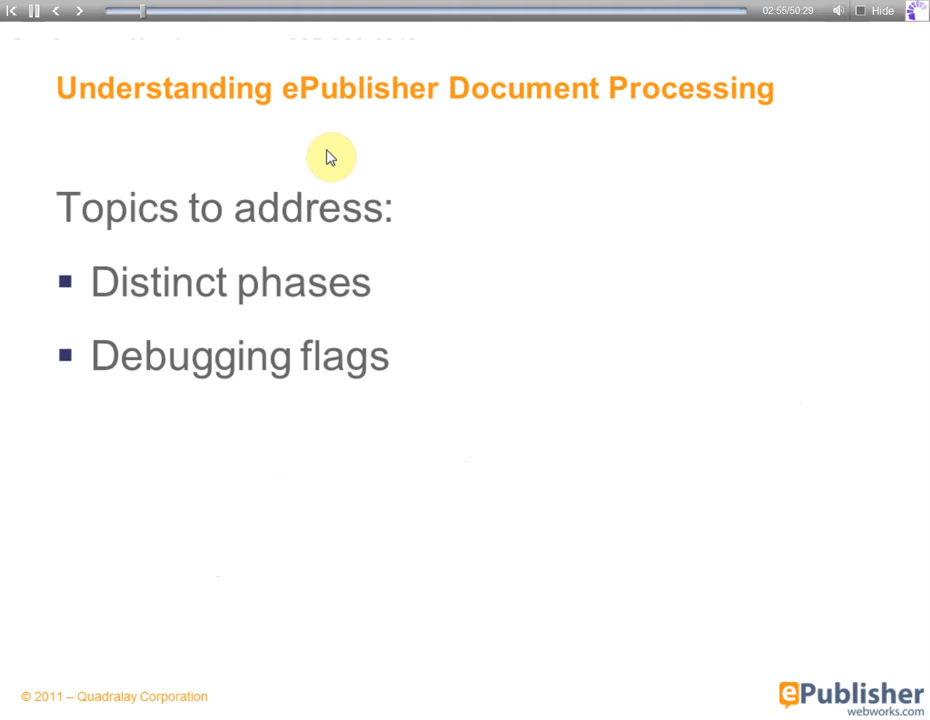 02:55/50:29
Hide
Understanding ePublisher Document Processing
Topics to address:
Distinct phases
Debugging flags
© 2011 – Quadralay Corporation
ePublisher
webworks.com